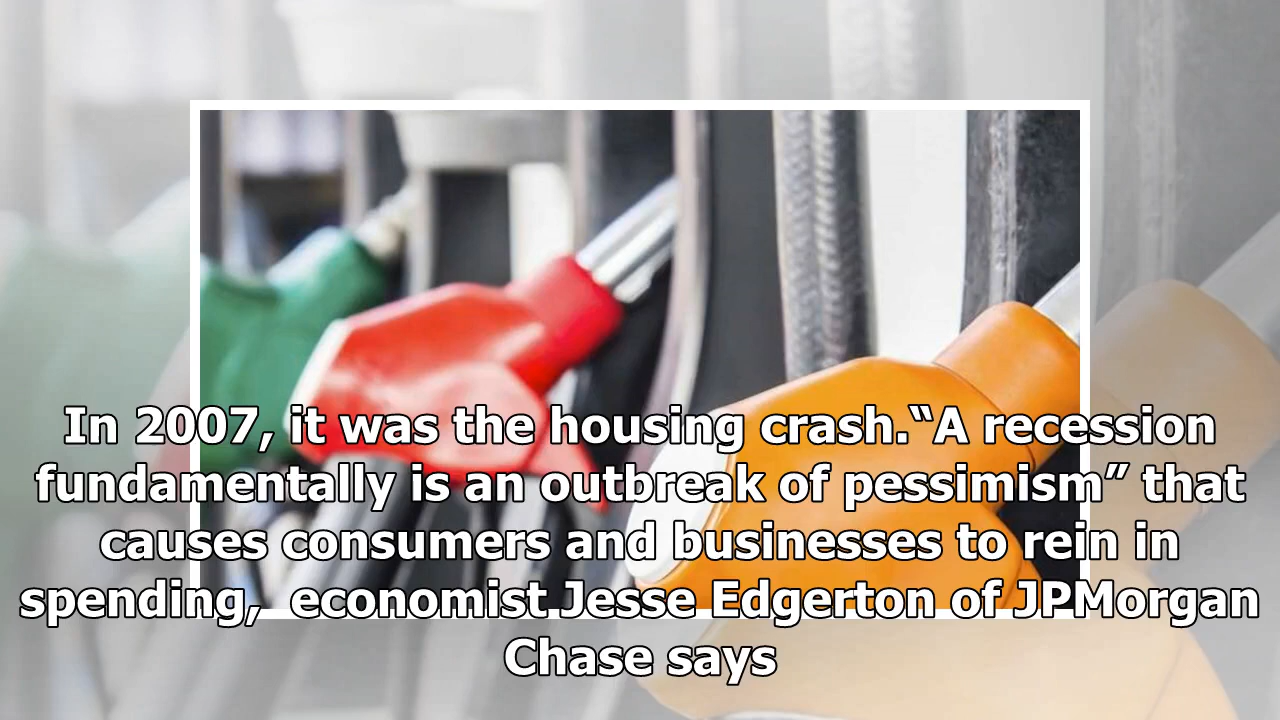 In 2007, it was the housing crash.“A recession
fundamentally is an outbreak of pessimism” that
causes consumers and businesses to rein in
spending,  economist Jesse Edgerton of JPMorgan
Chase says